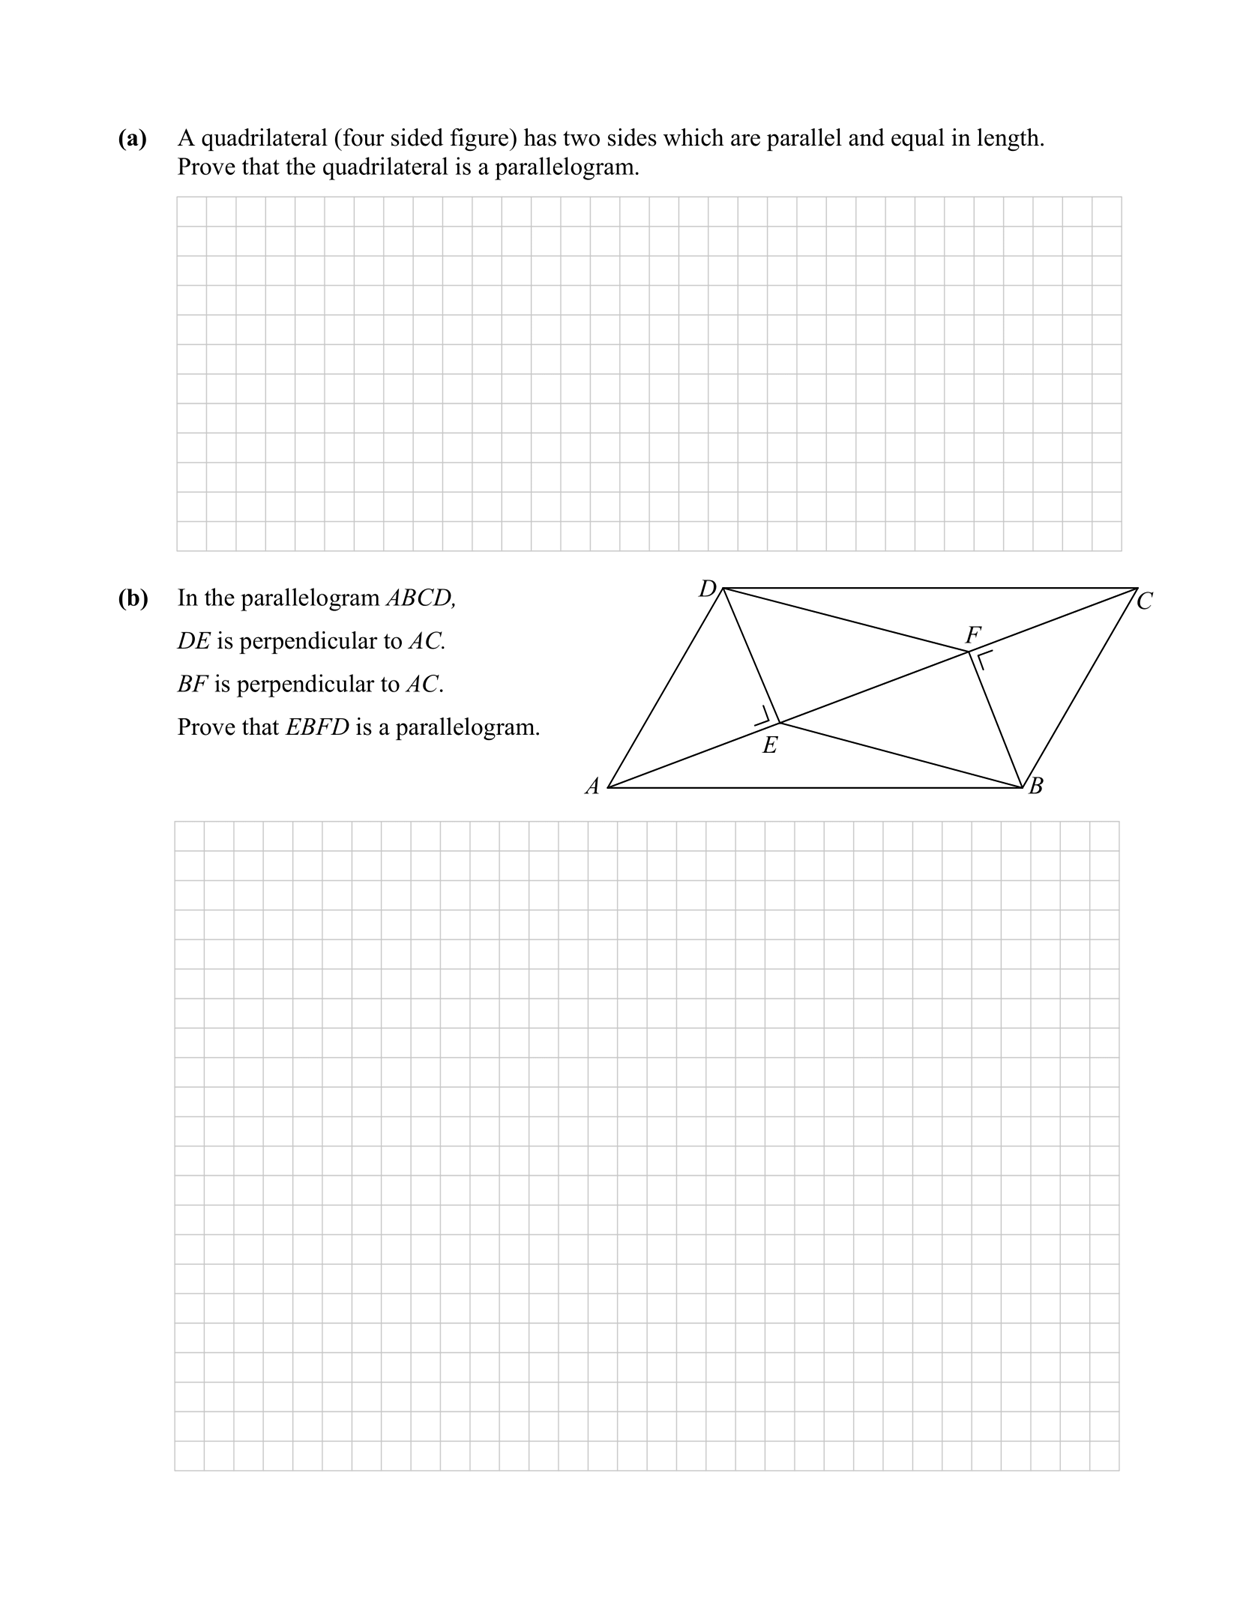 (a) A quadrilateral (four sided figure) has two sides which are parallel and equal in length.
Prove that the quadrilateral is a parallelogram.
(b) In the parallelogram ABCD,
DE is perpendicular to AC.
BF is perpendicular to AC.
Prove that EBFD is a parallelogram.
D
C
F
E
A
B